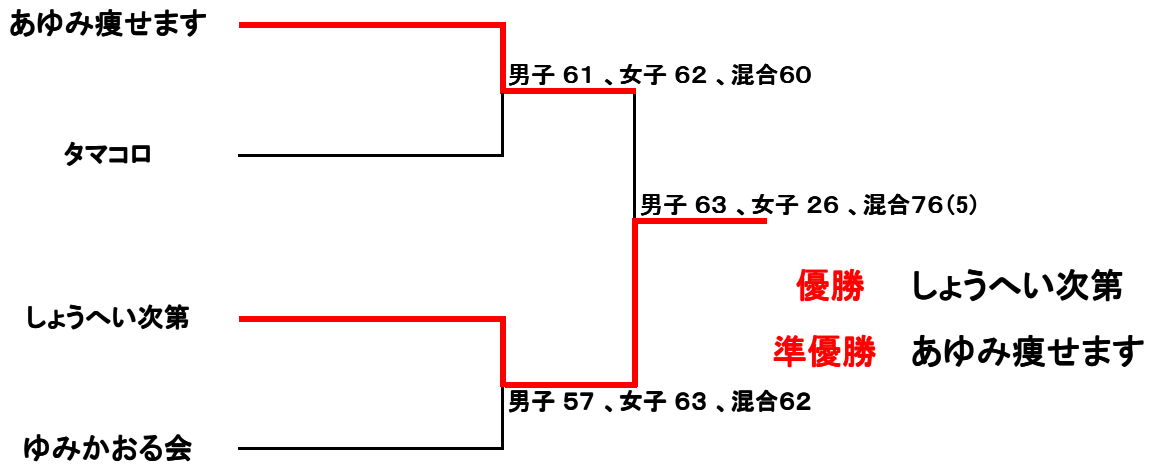 あゆみ痩せます
男子 61 、女子 62 、混合60
タマコロ
男子 63 、女子 26 、混合76(5)
優勝 しょうへい次第
しょうへい次第
準優勝 あゆみ痩せます
男子 57 、女子 63 、混合62
ゆみかおる会